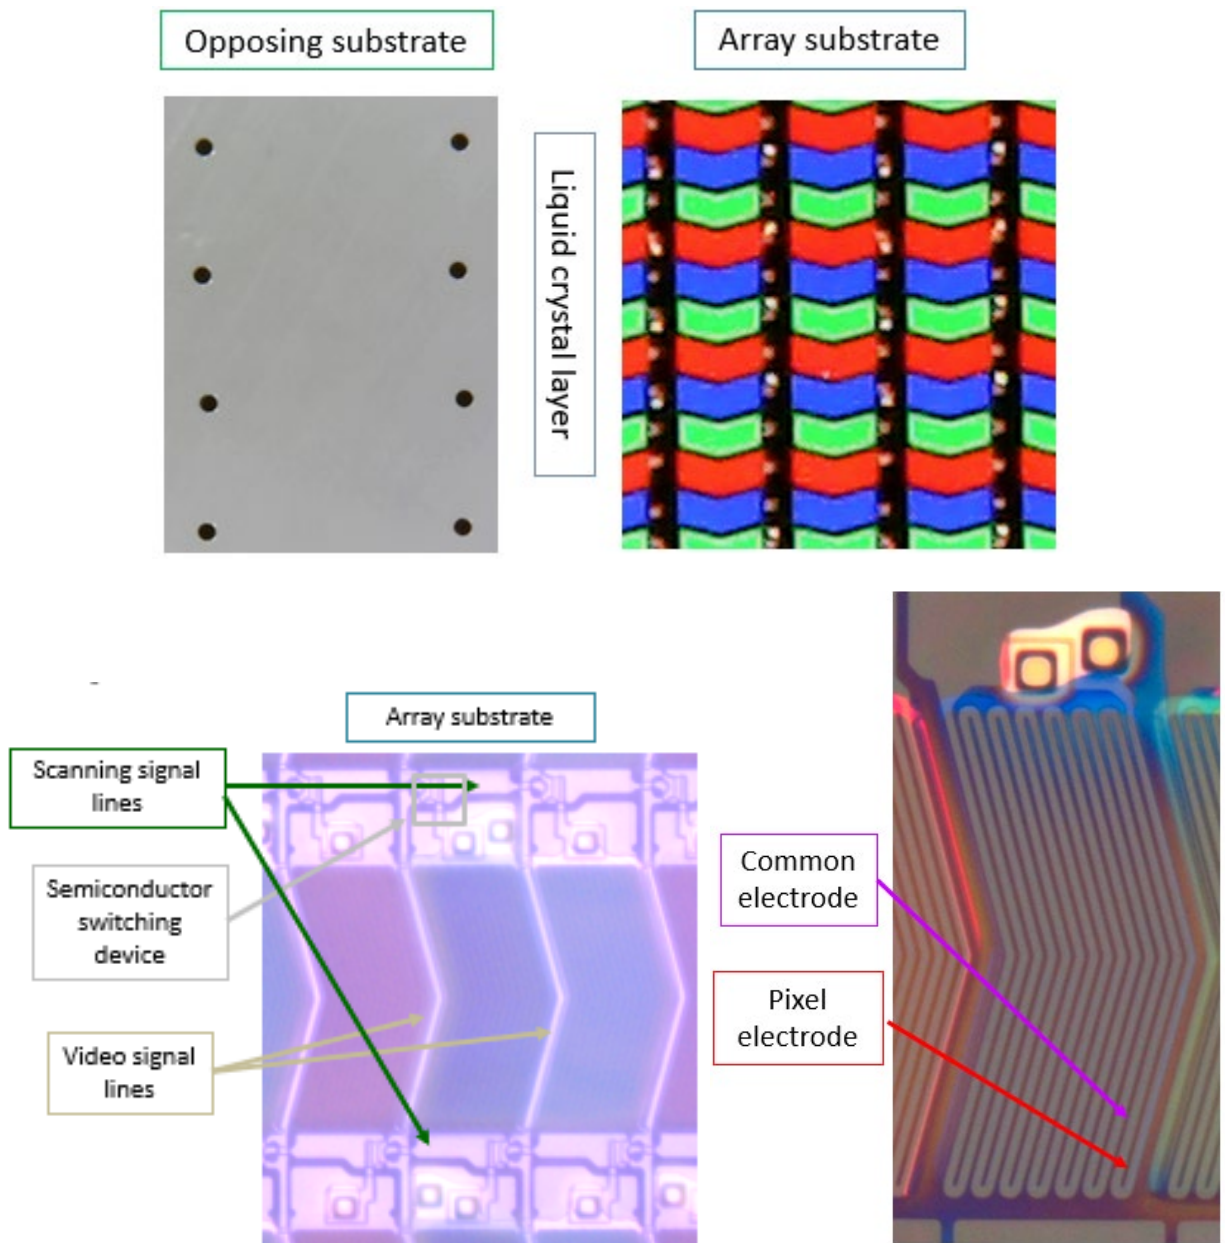 Opposing substrate
Array substrate
Liquid crystal layer
Array substrate
Scanning signal
lines
Semiconductor
switching
device
Video signal
lines
Common
electrode
Pixel
electrode